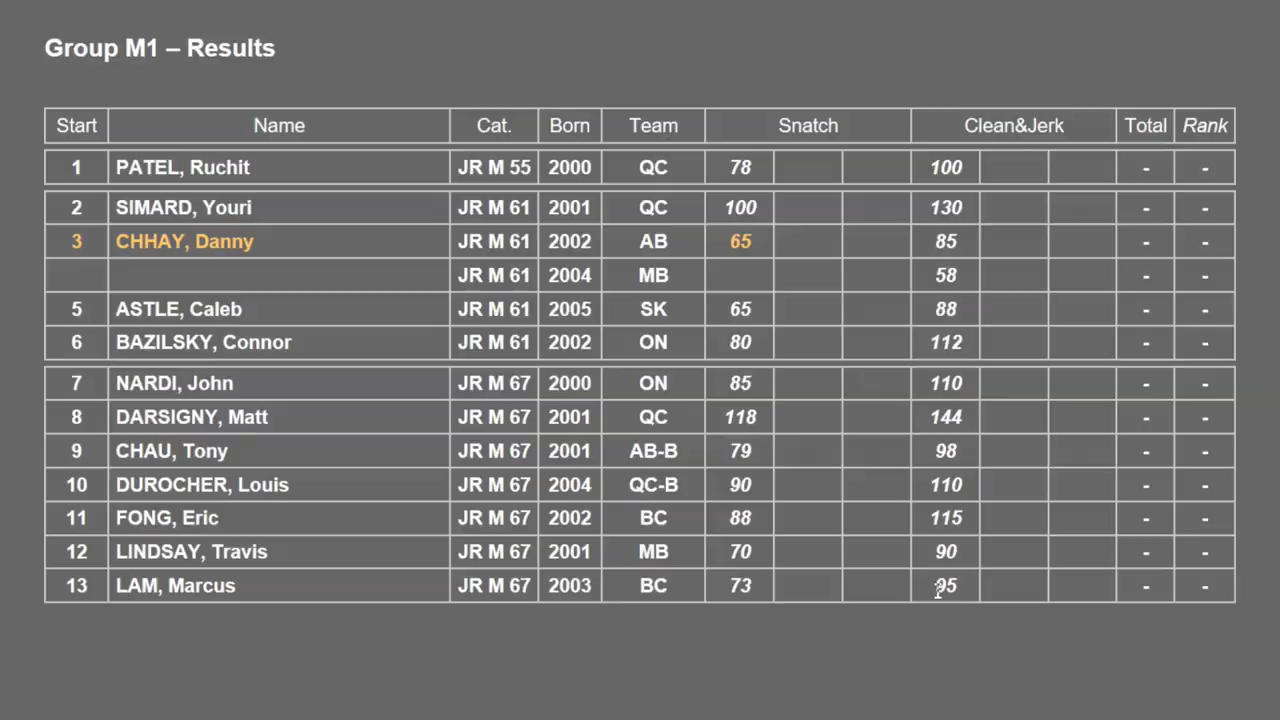 Group M1 – Results
Start Name Cat. Born Team Snatch Clean&Jerk Total Rank
1 PATEL, Ruchit JR M 55 2000 QC 78 100 - -
2 SIMARD, Youri JR M 61 2001 QC 100 130 - -
3 CHHAY, Danny JR M 61 2002 AB 65 85 - -
JR M 61 2004 MB 58 - -
5 ASTLE, Caleb JR M 61 2005 SK 65 88 - -
6 BAZILSKY, Connor JR M 61 2002 ON 80 112 - -
7 NARDI, John JR M 67 2000 ON 85 110 - -
8 DARSIGNY, Matt JR M 67 2001 QC 118 144 - -
9 CHAU, Tony JR M 67 2001 AB-B 79 98 - -
10 DUROCHER, Louis JR M 67 2004 QC-B 90 110 - -
11 FONG, Eric JR M 67 2002 BC 88 115 - -
12 LINDSAY, Travis JR M 67 2001 MB 70 90 - -
13 LAM, Marcus JR M 67 2003 BC 73 95 - -